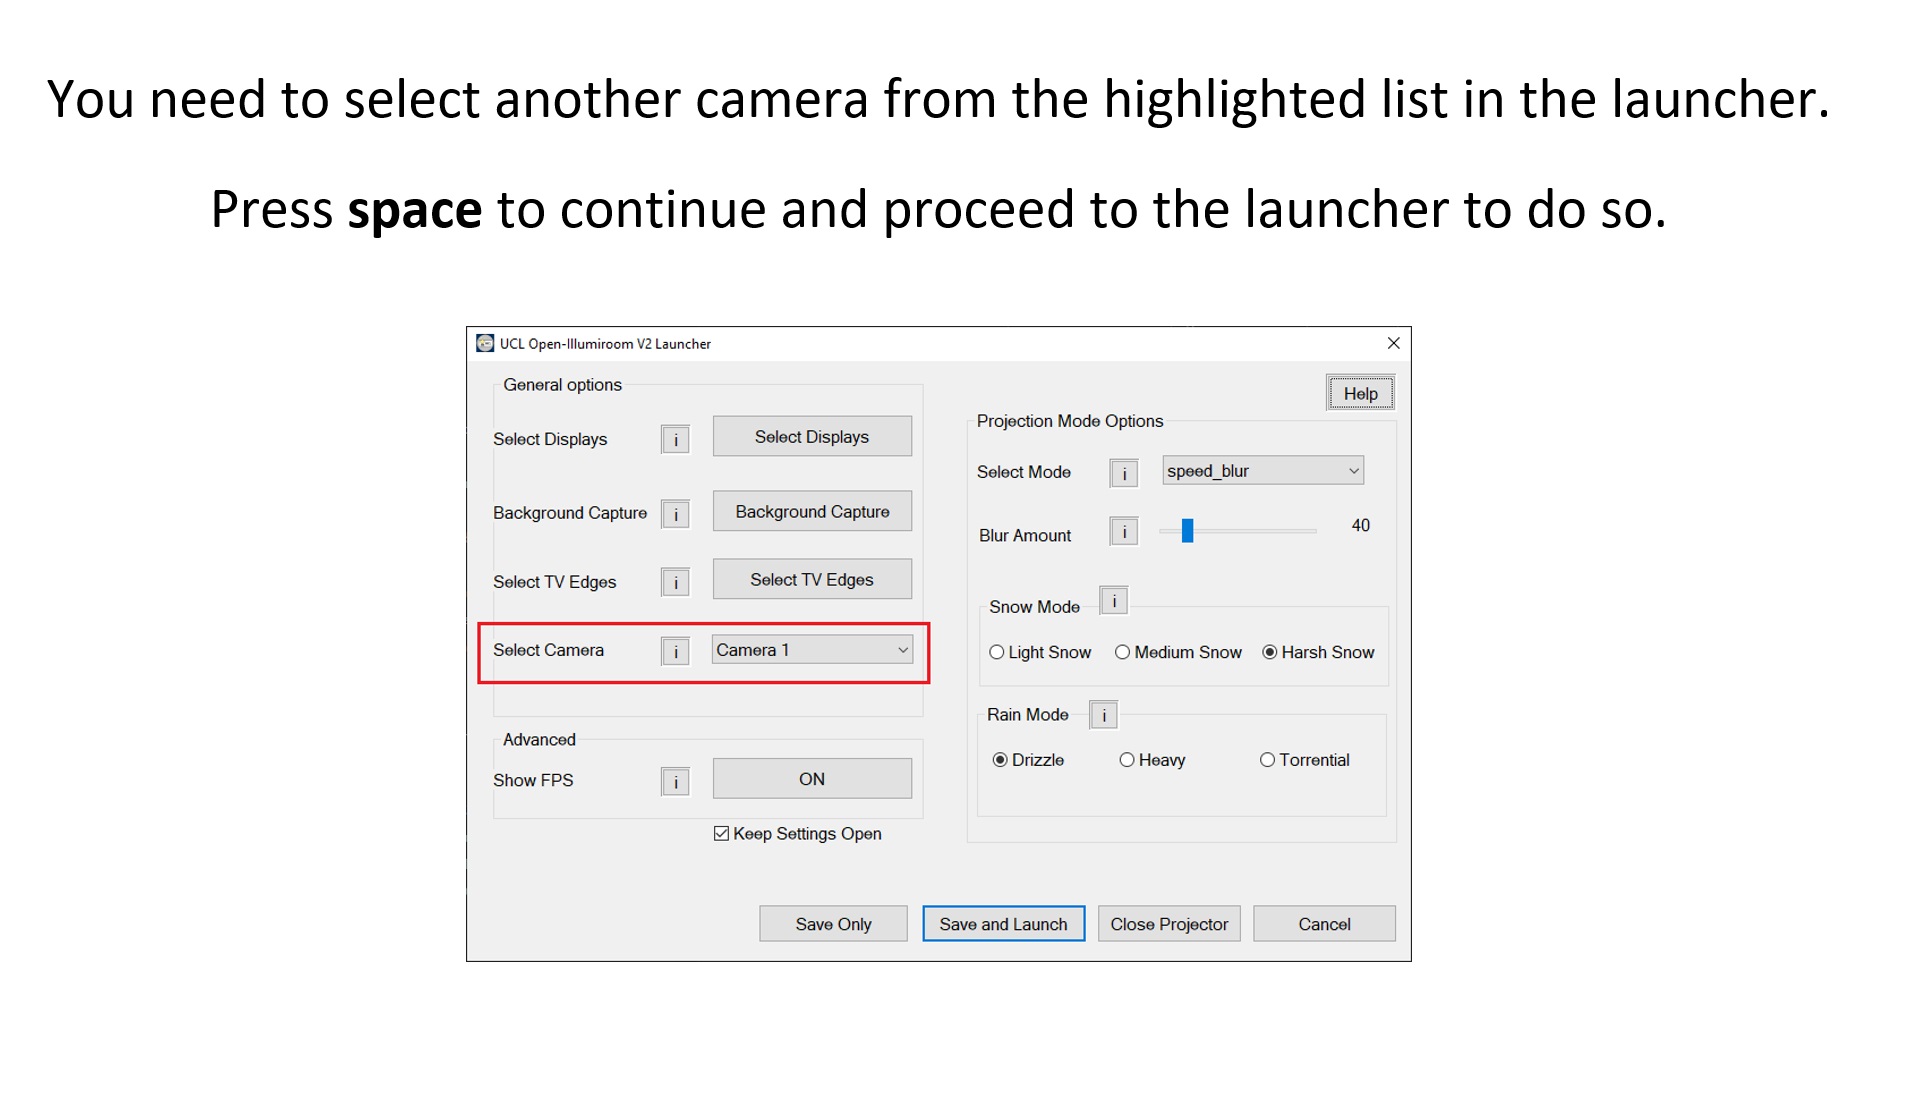 You need to select another camera from the highlighted list in the launcher.
Press space to continue and proceed to the launcher to do so.
UCL Open-Illumiroom V2 Launcher
General options
Help
Select Displays i Select Displays
Background Capture i Background Capture
Select TV Edges i Select TV Edges
Select Camera i Camera 1
Advanced
Show FPS i ON
Keep Settings Open
Projection Mode Options
Select Mode i speed_blur
Blur Amount i 40
Snow Mode i
Light Snow Medium Snow Harsh Snow
Rain Mode i
Drizzle Heavy Torrential
Save Only Save and Launch Close Projector Cancel